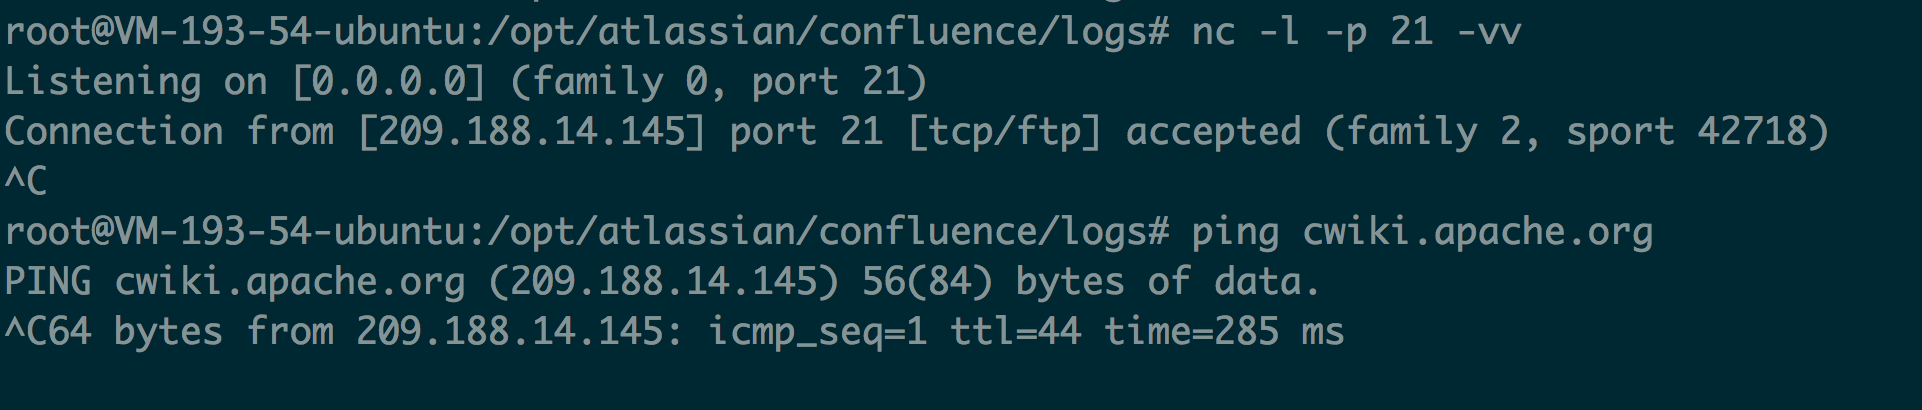 root@VM-193-54-ubuntu:/opt/atlassian/confluence/logs# nc -l -p 21 -vv
Listening on [0.0.0.0] (family 0, port 21)
Connection from [209.188.14.145] port 21 [tcp/ftp] accepted (family 2, sport 42718)
^C
root@VM-193-54-ubuntu:/opt/atlassian/confluence/logs# ping cwiki.apache.org
PING cwiki.apache.org (209.188.14.145) 56(84) bytes of data.
^C64 bytes from 209.188.14.145: icmp_seq=1 ttl=44 time=285 ms